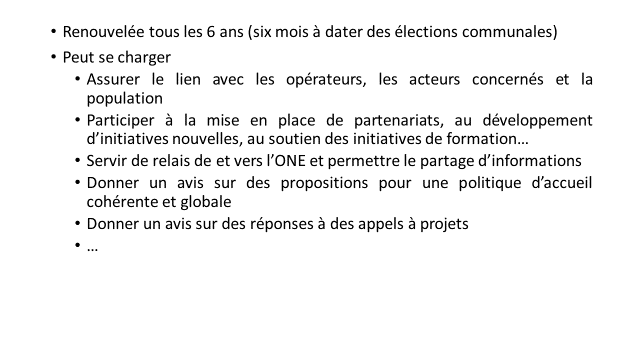 • Renouvelée tous les 6 ans (six mois à dater des élections communales)
• Peut se charger
• Assurer le lien avec les opérateurs, les acteurs concernés et la
population
• Participer à la mise en place de partenariats, au développement
d’initiatives nouvelles, au soutien des initiatives de formation…
• Servir de relais de et vers l’ONE et permettre le partage d’informations
• Donner un avis sur des propositions pour une politique d’accueil
cohérente et globale
• Donner un avis sur des réponses à des appels à projets
• …